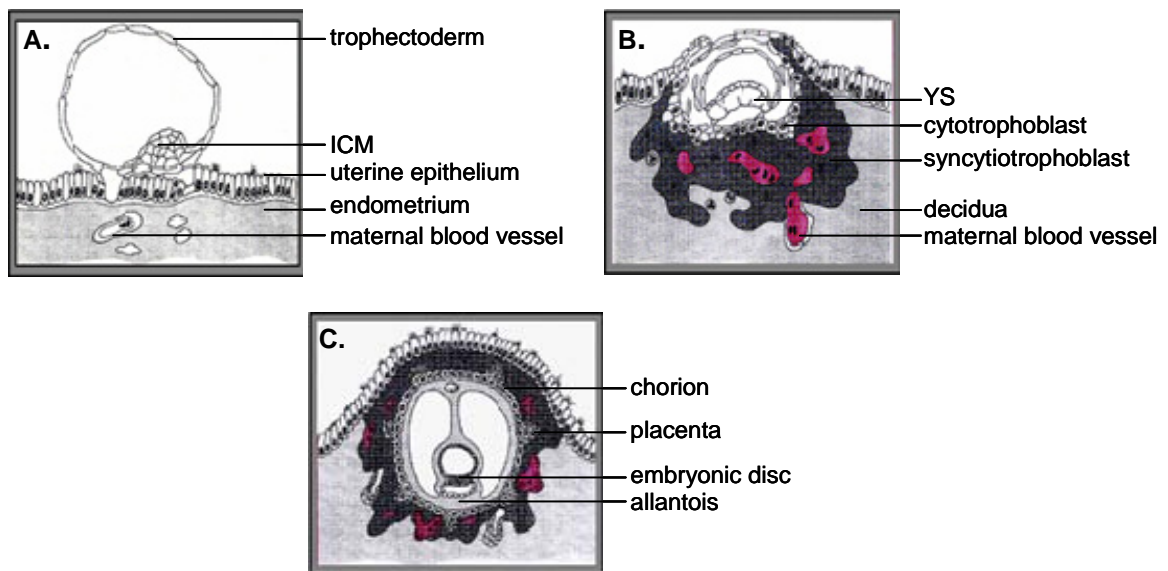 A.
trophectoderm
ICM
uterine epithelium
endometrium
maternal blood vessel
B.
YS
cytotrophoblast
syncytiotrophoblast
decidua
maternal blood vessel
C.
chorion
placenta
embryonic disc
allantois